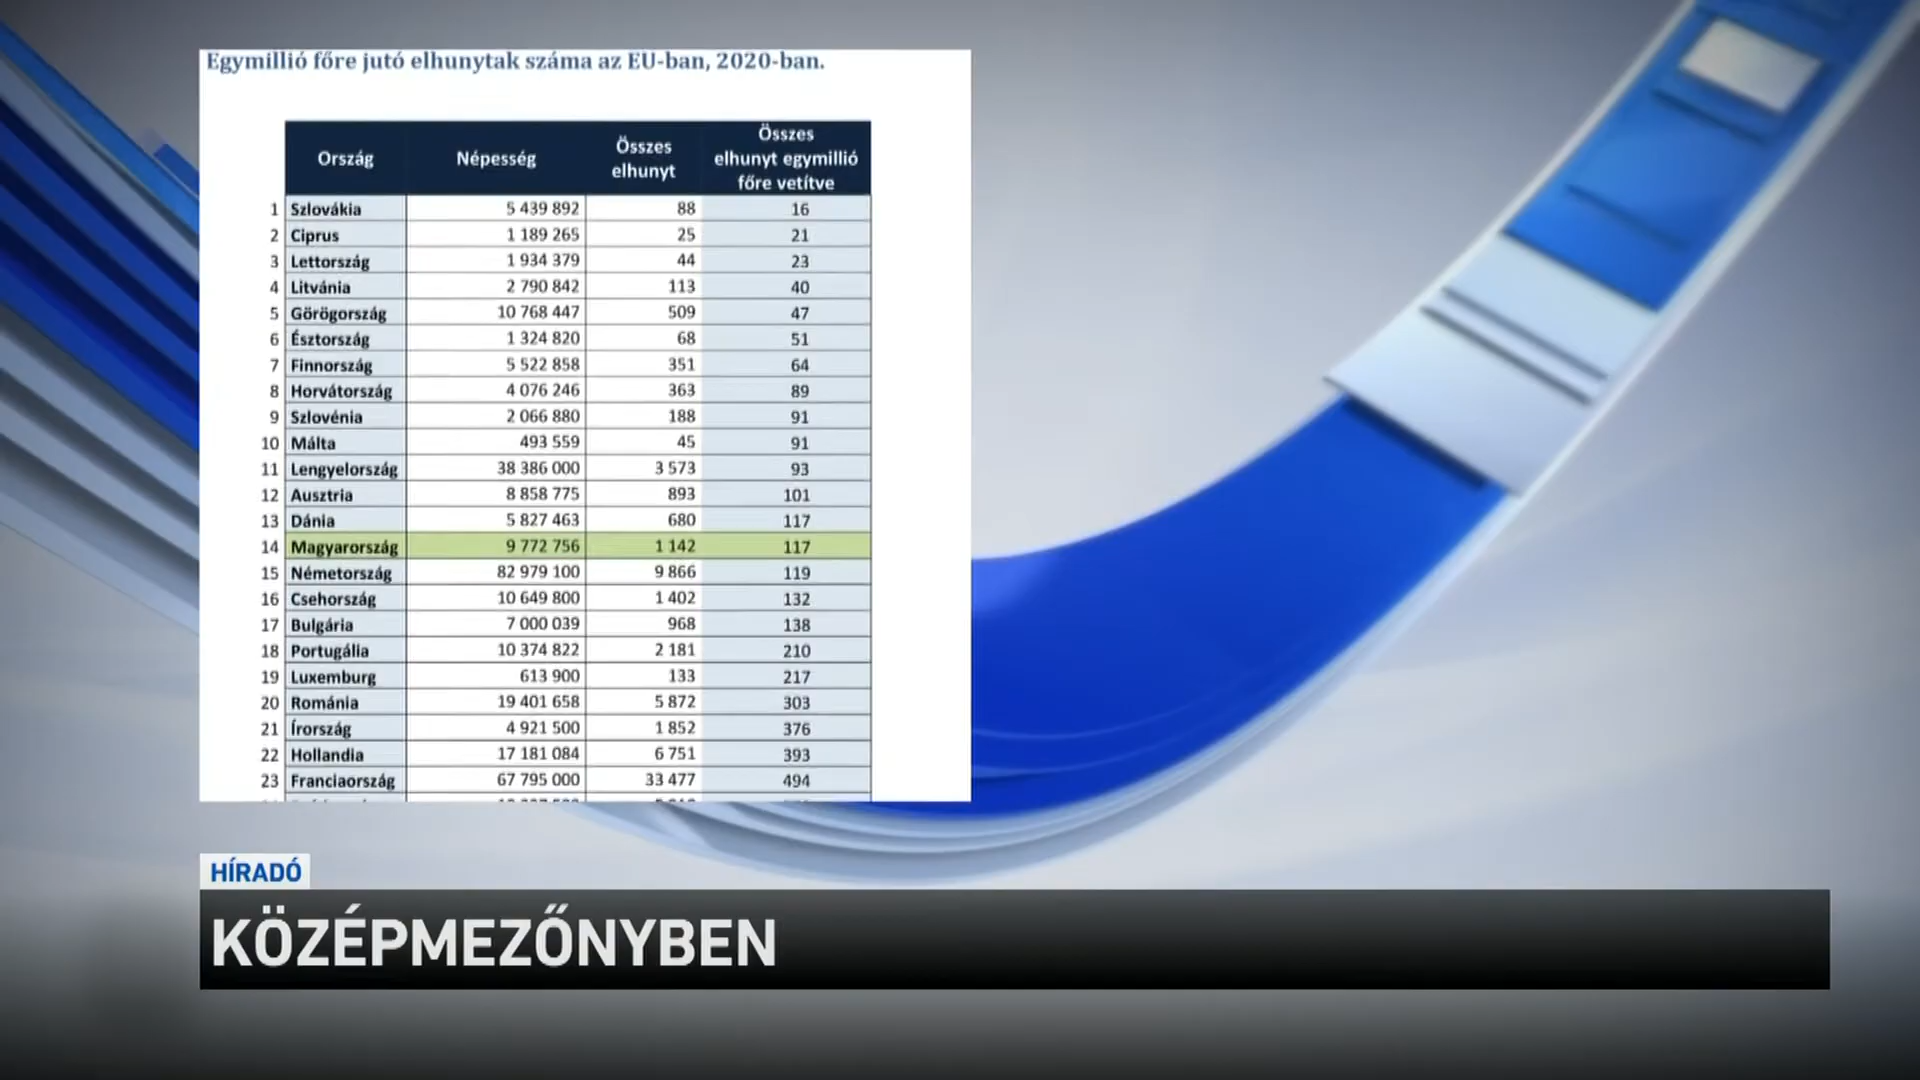 Egymillió főre jutó elhunytak száma az EU-ban, 2020-ban.
Ország Népesség Összes elhunyt Összes elhunyt egymillió főre vetítve
1 Szlovákia 5 439 892 88 16
2 Ciprus 1 189 265 25 21
3 Lettország 1 934 379 44 23
4 Litvánia 2 790 842 113 40
5 Görögország 10 768 447 509 47
6 Észtország 1 324 820 68 51
7 Finnország 5 522 858 351 64
8 Horvátország 4 076 246 363 89
9 Szlovénia 2 066 880 188 91
10 Málta 493 559 45 91
11 Lengyelország 38 386 000 3 573 93
12 Ausztria 8 858 775 893 101
13 Dánia 5 827 463 680 117
14 Magyarország 9 772 756 1 142 117
15 Németország 82 979 100 9 866 119
16 Csehország 10 649 800 1 402 132
17 Bulgária 7 000 039 968 138
18 Portugália 10 374 822 2 181 210
19 Luxemburg 613 900 133 217
20 Románia 19 401 658 5 872 303
21 Írország 4 921 500 1 852 376
22 Hollandia 17 181 084 6 751 393
23 Franciaország 67 795 000 33 477 494
HÍRADÓ
KÖZÉPMEZŐNYBEN